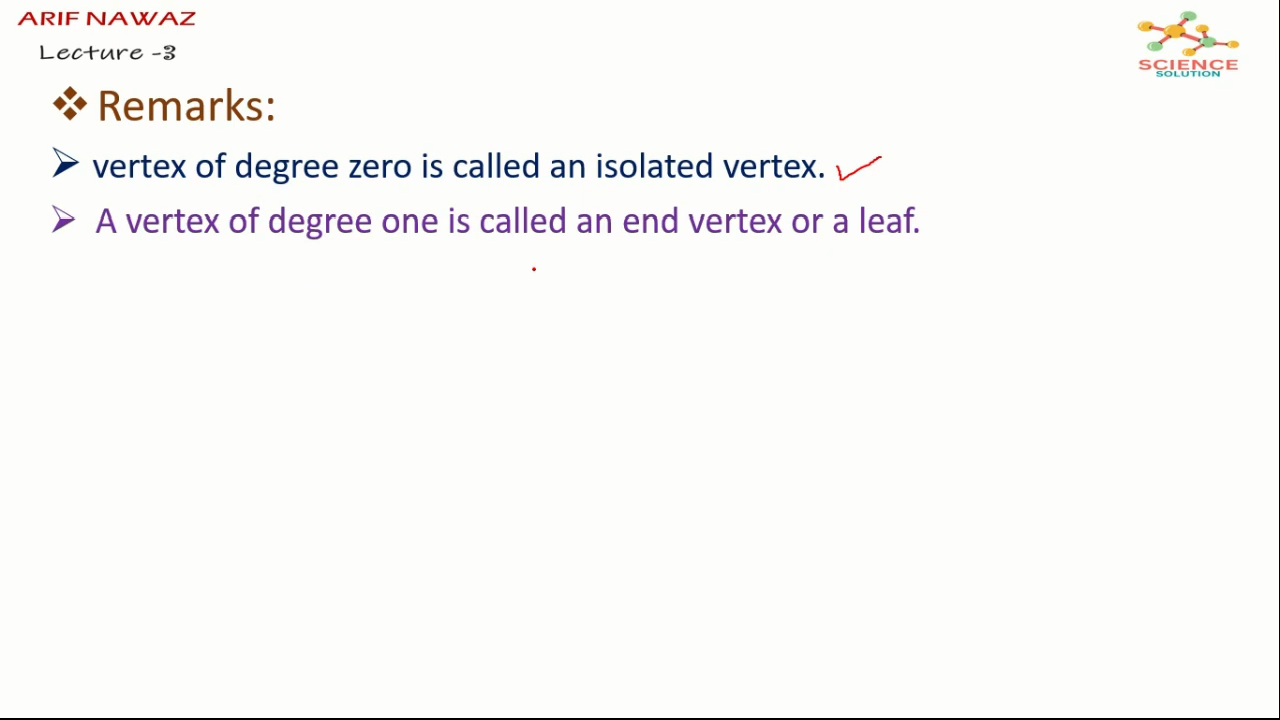 ARIF NAWAZ
Lecture -3
SCIENCE
SOLUTION
Remarks:
vertex of degree zero is called an isolated vertex.
A vertex of degree one is called an end vertex or a leaf.